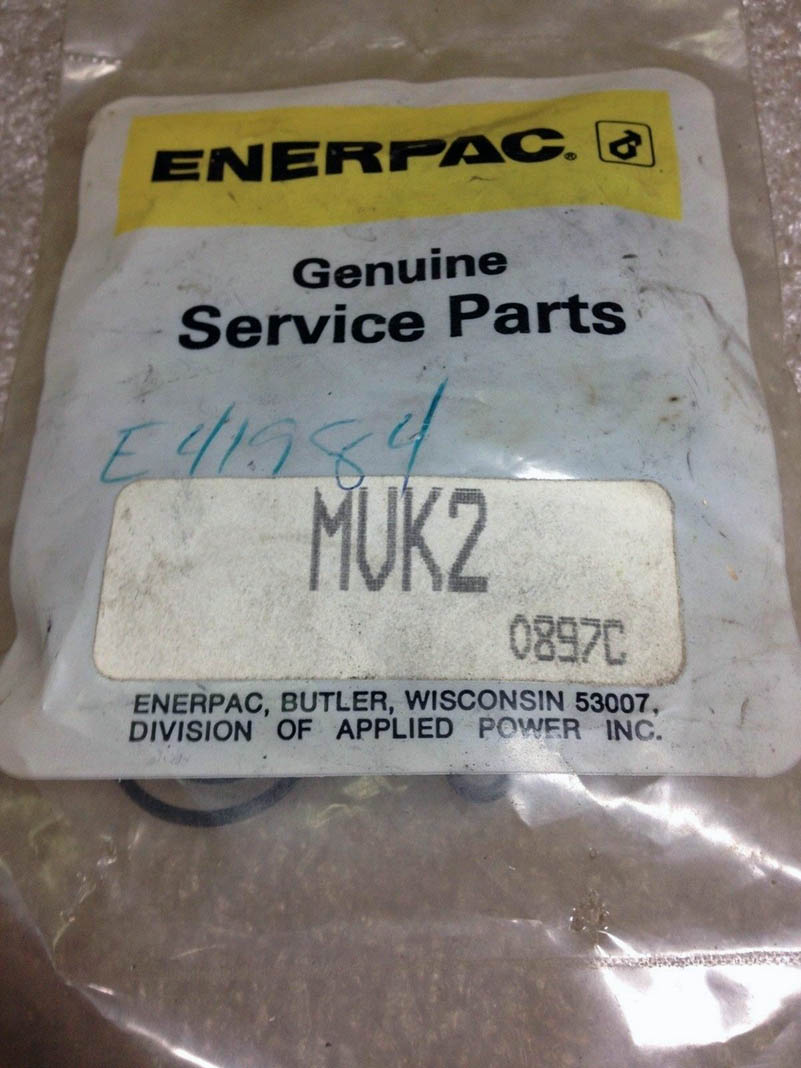 ENERPAC®
Genuine
Service Parts
E41984
MVK2
0897C
ENERPAC, BUTLER, WISCONSIN 53007,
DIVISION OF APPLIED POWER INC.